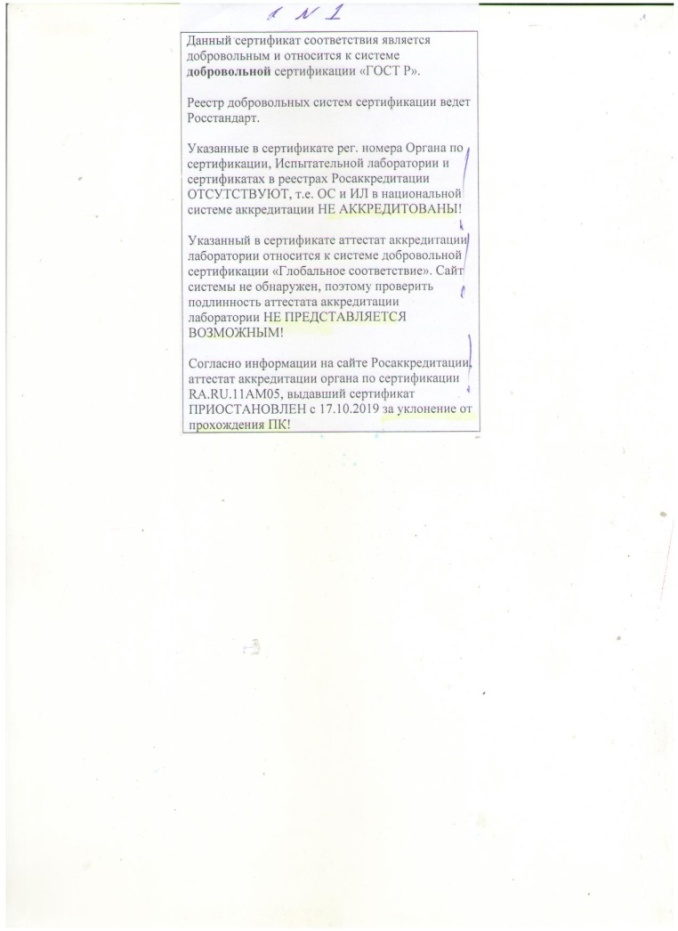 № 1
Данный сертификат соответствия является
добровольным и относится к системе
добровольной сертификации «ГОСТ Р».
Реестр добровольных систем сертификации ведет
Росстандарт.
Указанные в сертификате рег. номера Органа по
сертификации, Испытательной лаборатории и
сертификатах в реестрах Росаккредитации
ОТСУТСТВУЮТ, т.е. ОС и ИЛ в национальной
системе аккредитации НЕ АККРЕДИТОВАНЫ!
Указанный в сертификате аттестат аккредитации
лаборатории относится к системе добровольной
сертификации «Глобальное соответствие». Сайт
системы не обнаружен, поэтому проверить
подлинность аттестата аккредитации
лаборатории НЕ ПРЕДСТАВЛЯЕТСЯ
ВОЗМОЖНЫМ!
Согласно информации на сайте Росаккредитации,
аттестат аккредитации органа по сертификации
RA.RU.11АМ05, выдавший сертификат
ПРИОСТАНОВЛЕН с 17.10.2019 за уклонение от
прохождения ПК!